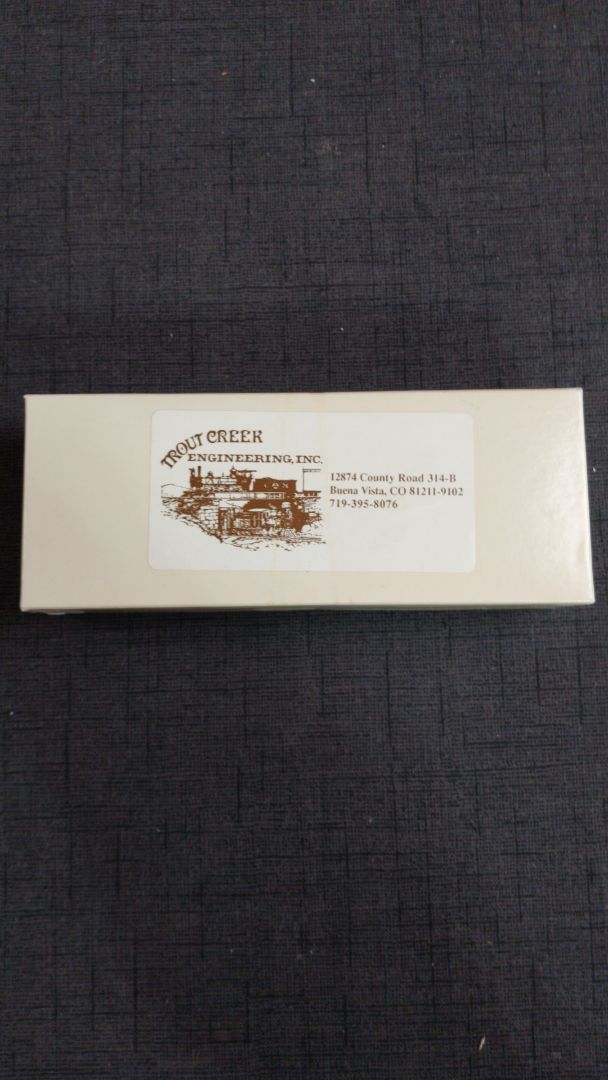 TROUT CREEK
ENGINEERING, INC.
12874 County Road 314-B
Buena Vista, CO 81211-9102
719-395-8076